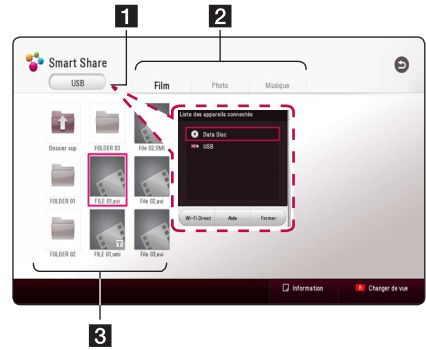 1
2
Smart Share
USB
Film
Photo
Musique
Liste des appareils connectés
Data Disc
USB
Wi-Fi Direct
Aide
Fermer
Dossier sup
FOLDER 03
File 02.SMI
FOLDER 01
FILE 01.avi
File 02.avi
FOLDER 02
T
FILE 01.smi
File 03.avi
Information
R Changer de vue
3